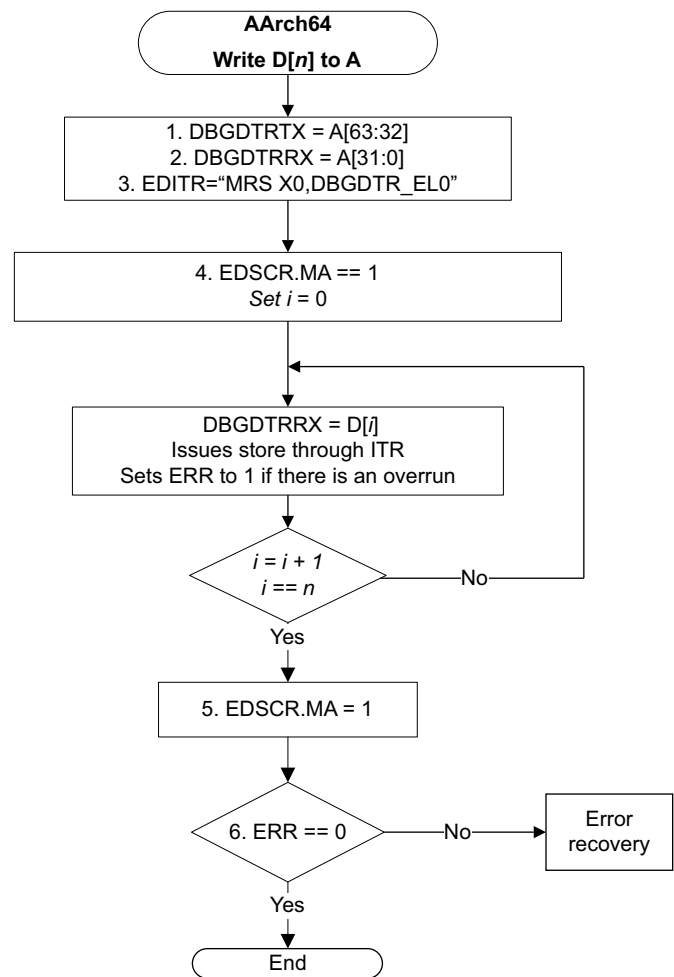 AArch64
Write D[n] to A
1. DBGDTRTX = A[63:32]
2. DBGDTRRX = A[31:0]
3. EDITR=“MRS X0,DBGDTR_EL0”
4. EDSCR.MA == 1
Set i = 0
DBGDTRRX = D[i]
Issues store through ITR
Sets ERR to 1 if there is an overrun
i = i + 1
i == n
No
Yes
5. EDSCR.MA = 1
6. ERR == 0
No
Error
recovery
Yes
End